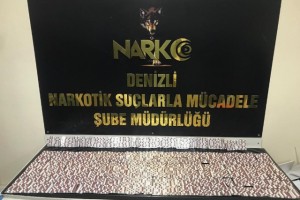 NARKO
DENİZLİ
NARKOTİK SUÇLARLA MÜCADELE
ŞUBE MÜDÜRLÜĞÜ